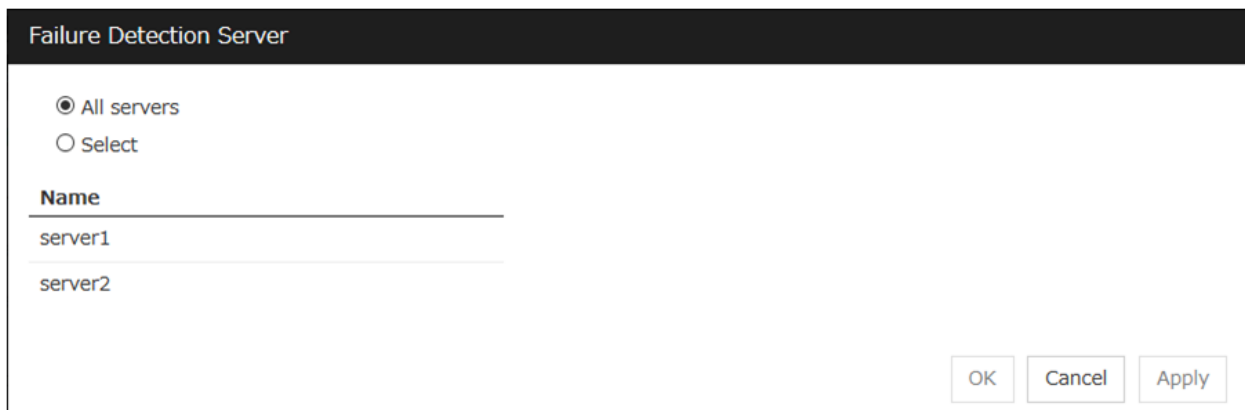 Failure Detection Server
All servers
Select
Name
server1
server2
OK Cancel Apply